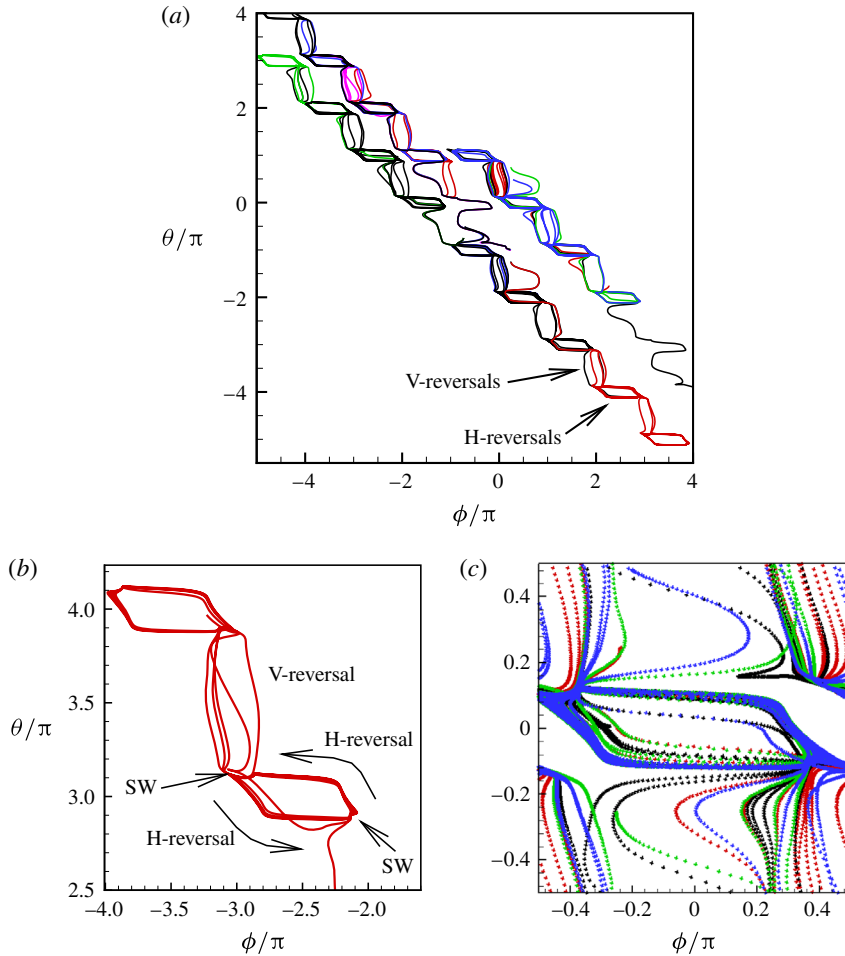 (a)
4
2
0
θ/π
−2
V-reversals
−4
H-reversals
−4
−2
0
2
4
ϕ/π
(b)
(c)
4.0
0.4
V-reversal
3.5
0.2
θ/π
H-reversal
0
SW
3.0
−0.2
H-reversal
SW
−0.4
2.5
−4.0
−3.5
−3.0
−2.5
−2.0
−0.4
−0.2
0
0.2
0.4
ϕ/π
ϕ/π